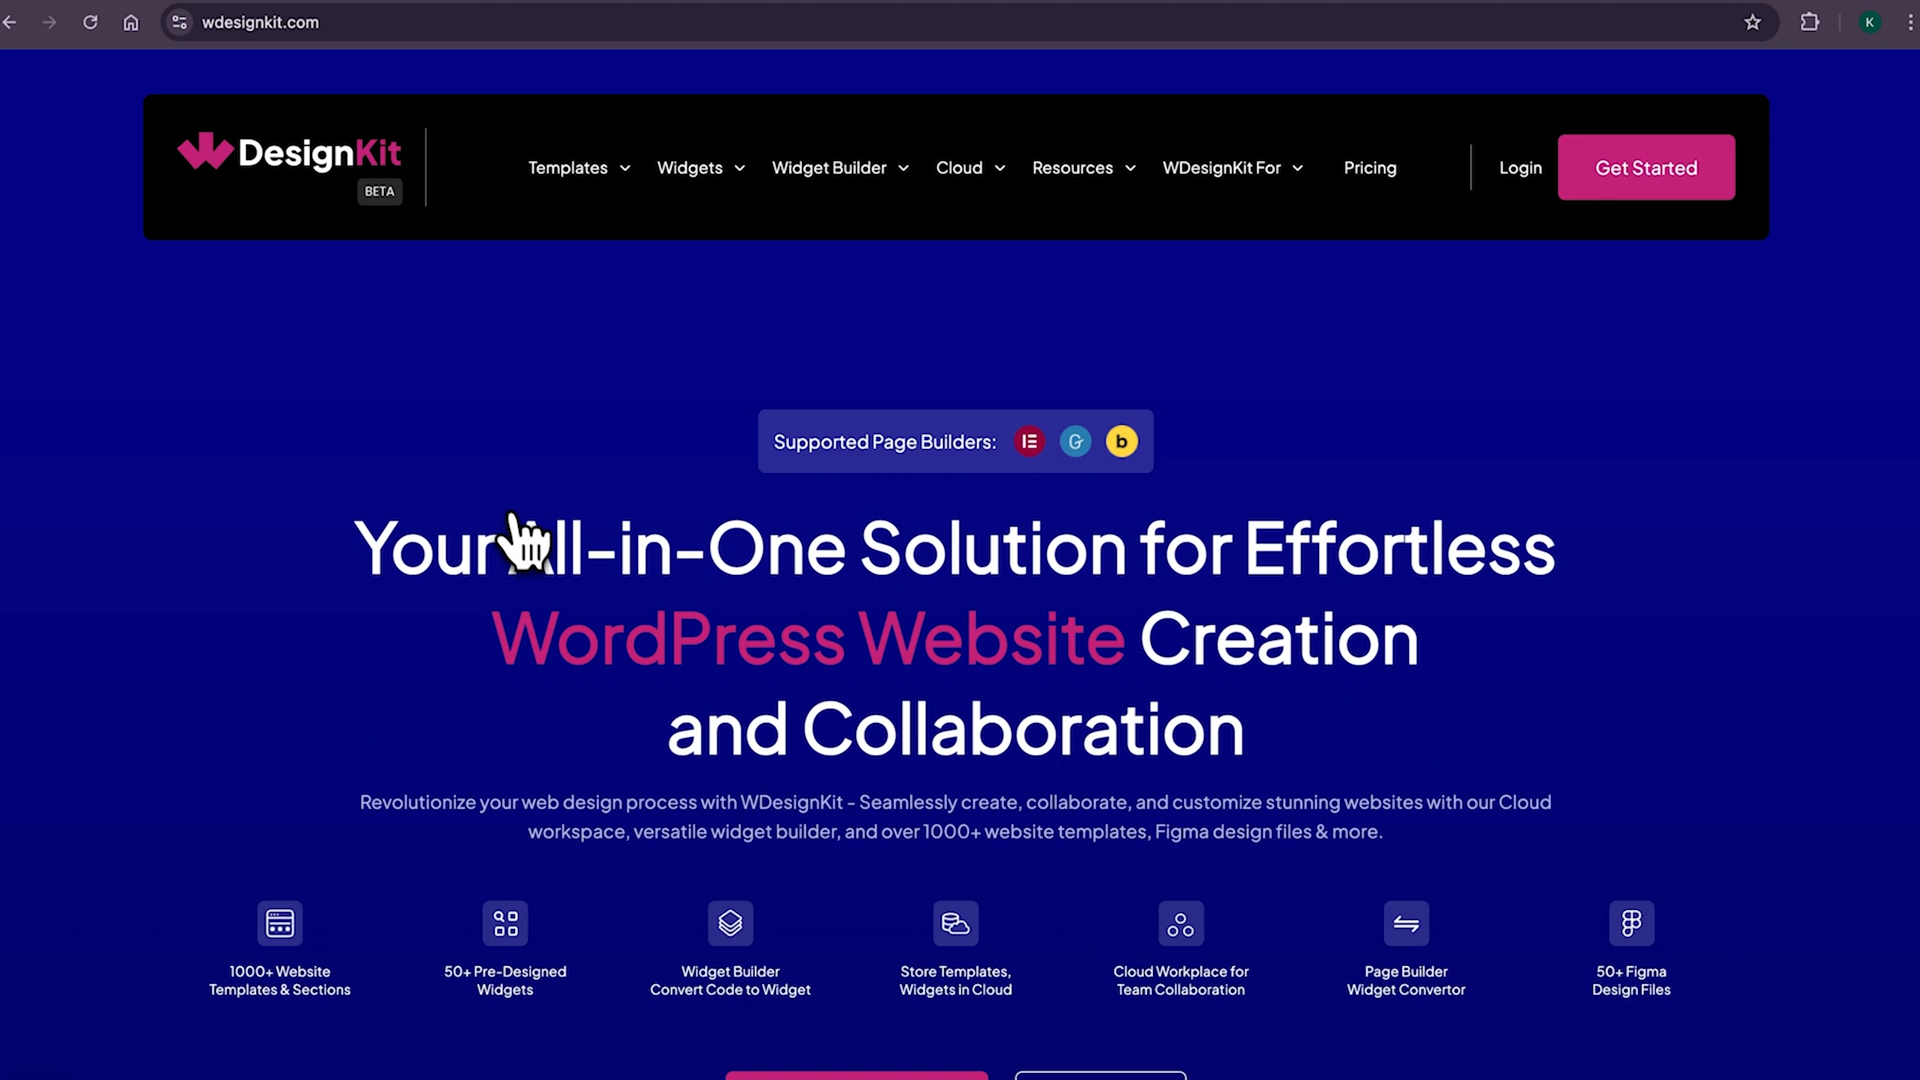 wdesignkit.com
K
DesignKit
BETA
Templates
Widgets
Widget Builder
Cloud
Resources
WDesignKit For
Pricing
Login
Get Started
Supported Page Builders:
b
Your All-in-One Solution for Effortless
WordPress Website Creation
and Collaboration
Revolutionize your web design process with WDesignKit - Seamlessly create, collaborate, and customize stunning websites with our Cloud
workspace, versatile widget builder, and over 1000+ website templates, Figma design files & more.
1000+ Website
Templates & Sections
50+ Pre-Designed
Widgets
Widget Builder
Convert Code to Widget
Store Templates,
Widgets in Cloud
Cloud Workplace for
Team Collaboration
Page Builder
Widget Convertor
50+ Figma
Design Files